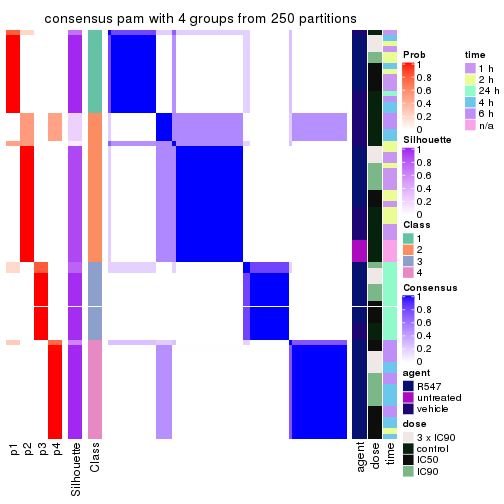 consensus pam with 4 groups from 250 partitions
Prob
1
0.8
0.6
0.4
0.2
0
time
1 h
2 h
24 h
4 h
6 h
n/a
Silhouette
1
0.8
0.6
0.4
0.2
0
Class
1
2
3
4
Consensus
1
0.8
0.6
0.4
0.2
0
agent
R547
untreated
vehicle
dose
3 x IC90
control
IC50
IC90
p1
p2
p3
p4
Silhouette
Class
agent
dose
time